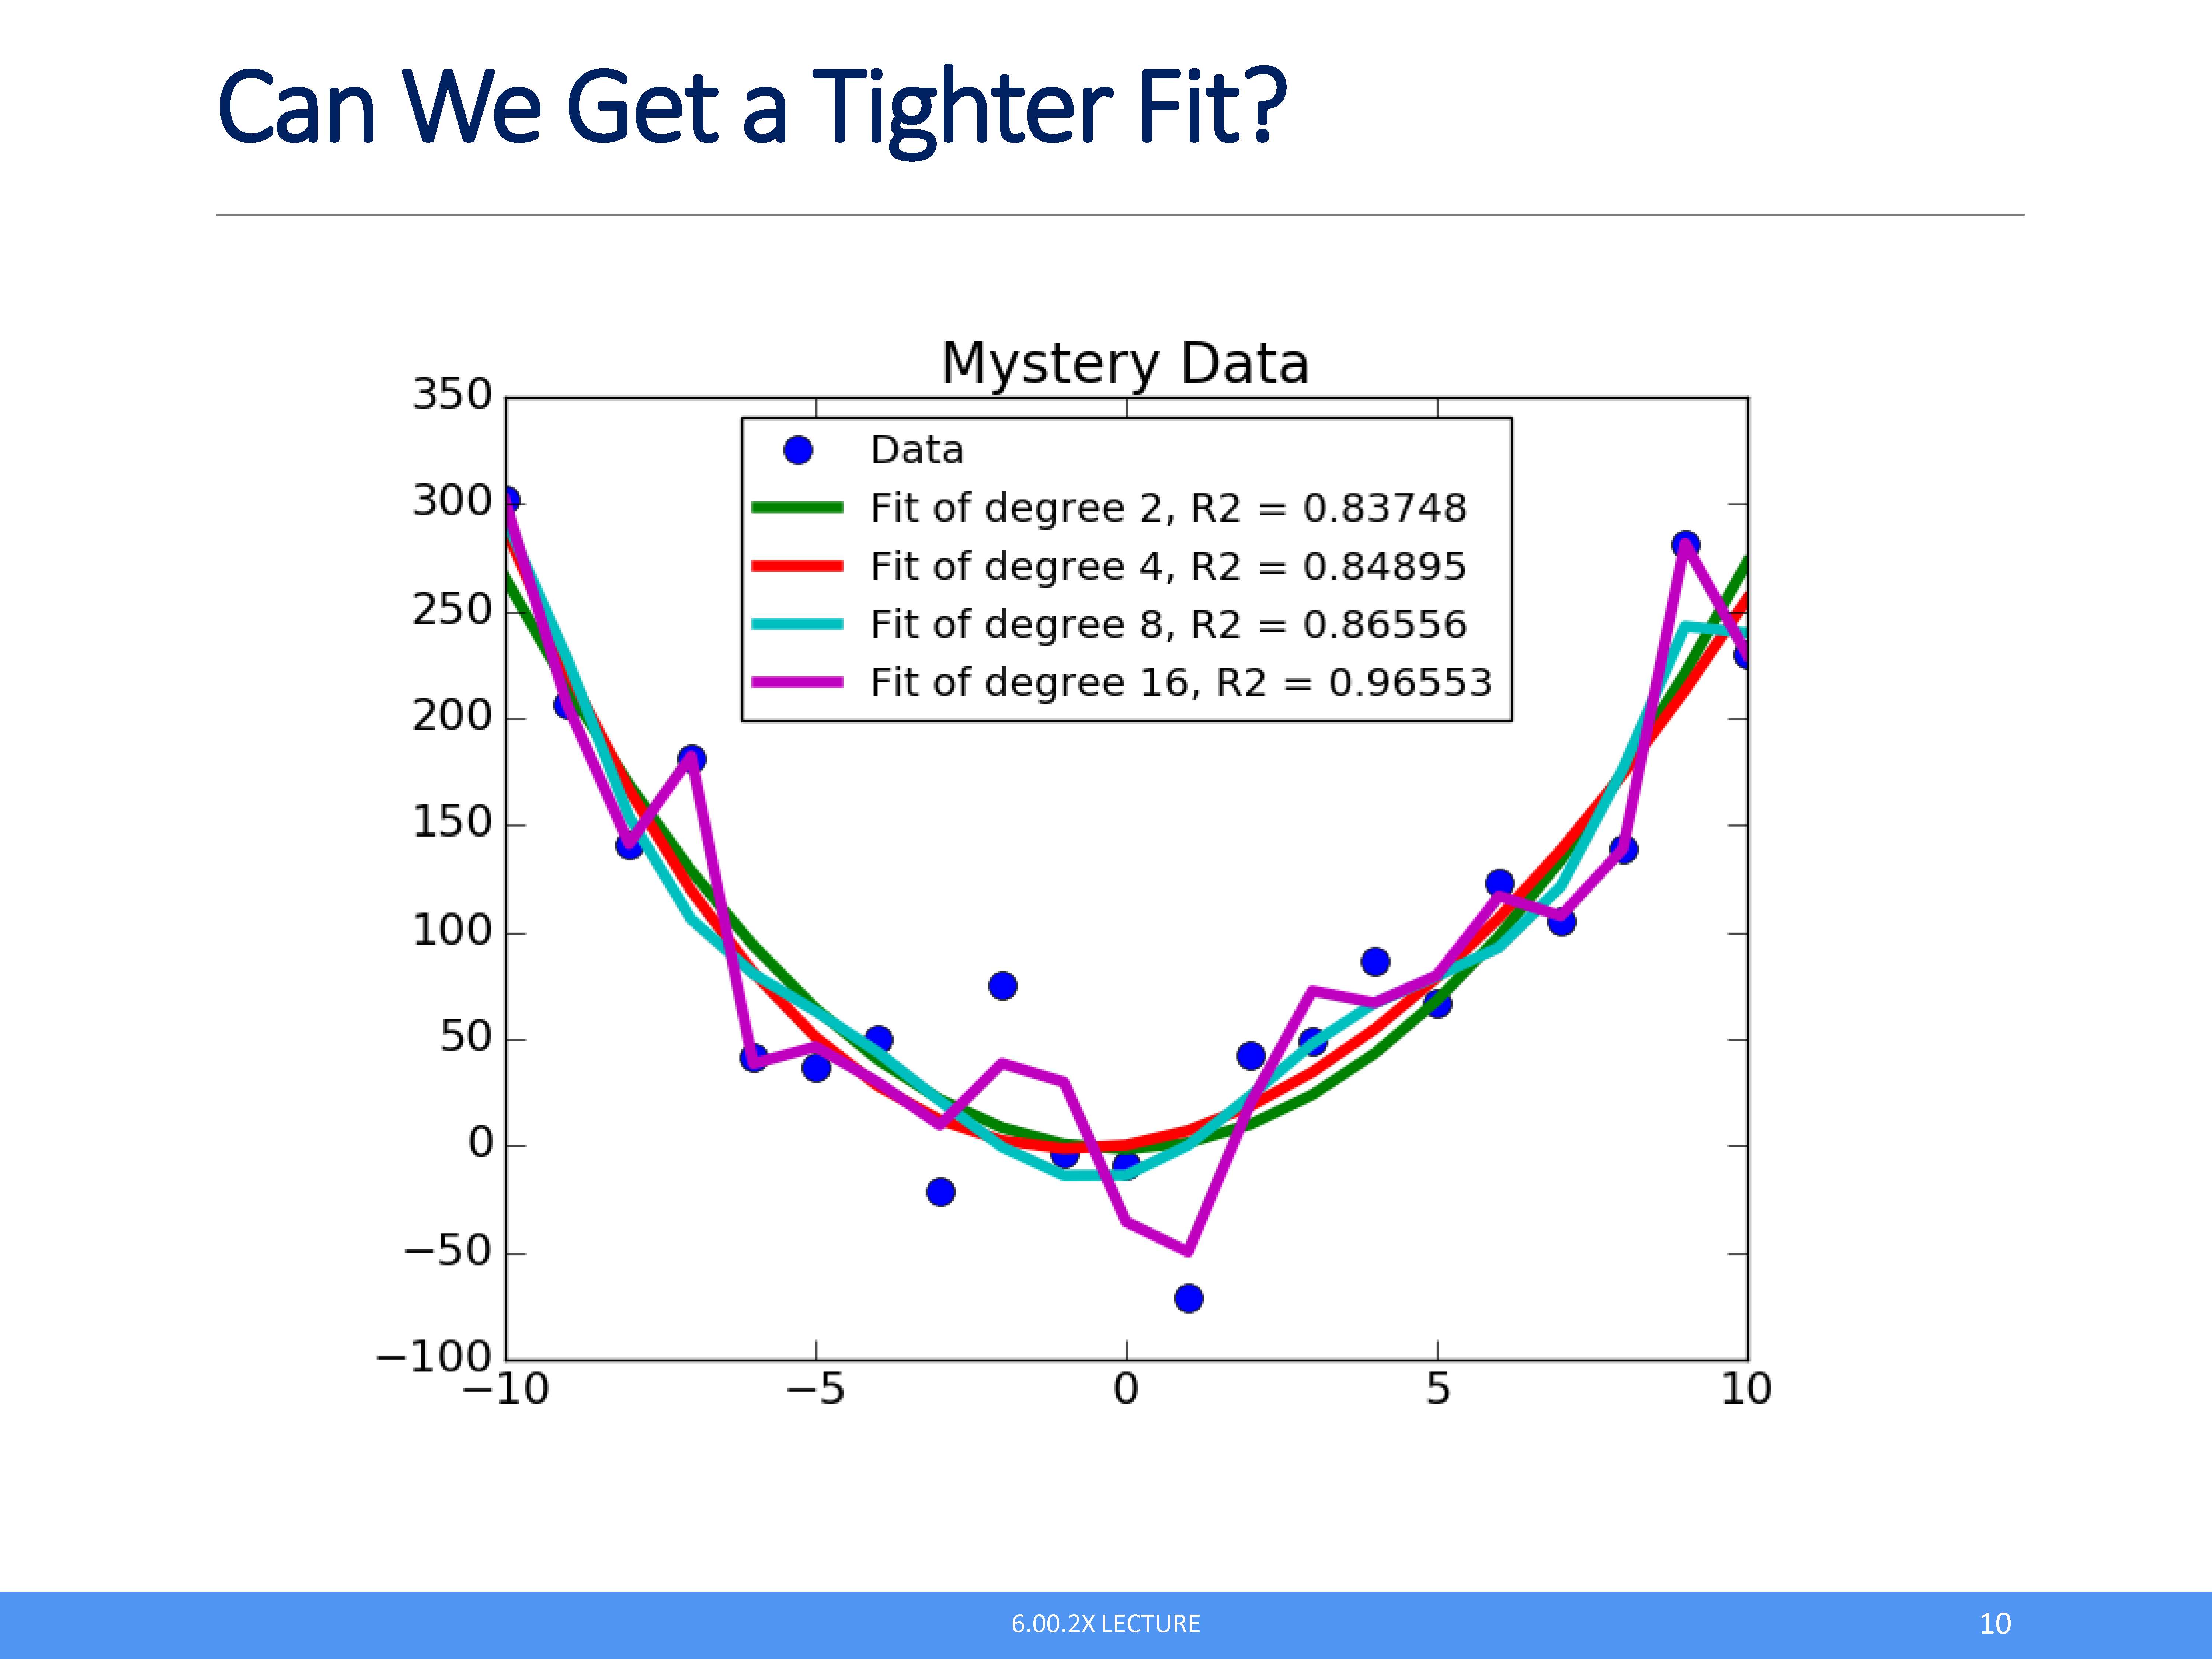 Can We Get a Tighter Fit?
Mystery Data
350
300
250
200
150
100
50
0
−50
−100
Data
Fit of degree 2, R2 = 0.83748
Fit of degree 4, R2 = 0.84895
Fit of degree 8, R2 = 0.86556
Fit of degree 16, R2 = 0.96553
−10 −5 0 5 10
6.00.2X LECTURE 10